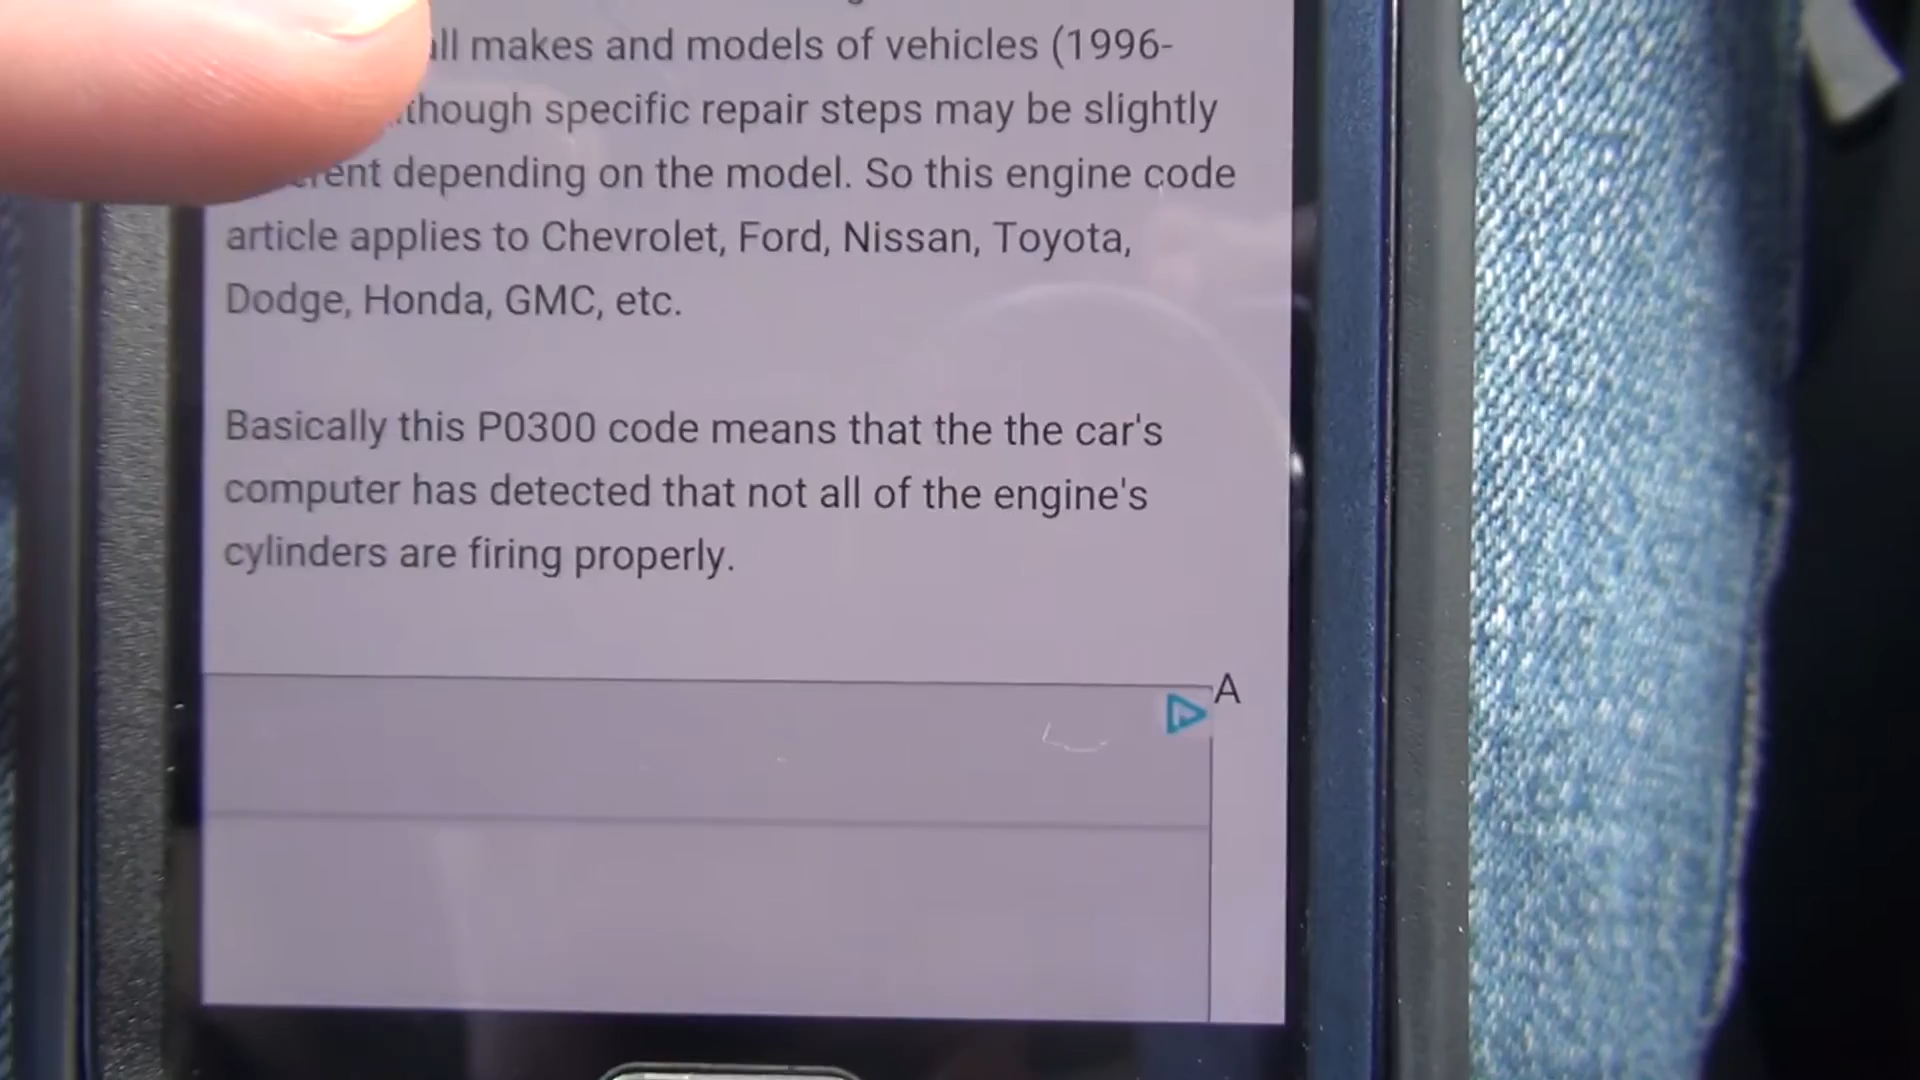 makes and models of vehicles (1996-
specific repair steps may be slightly
depending on the model. So this engine code
article applies to Chevrolet, Ford, Nissan, Toyota,
Dodge, Honda, GMC, etc.
Basically this P0300 code means that the the car's
computer has detected that not all of the engine's
cylinders are firing properly.
A